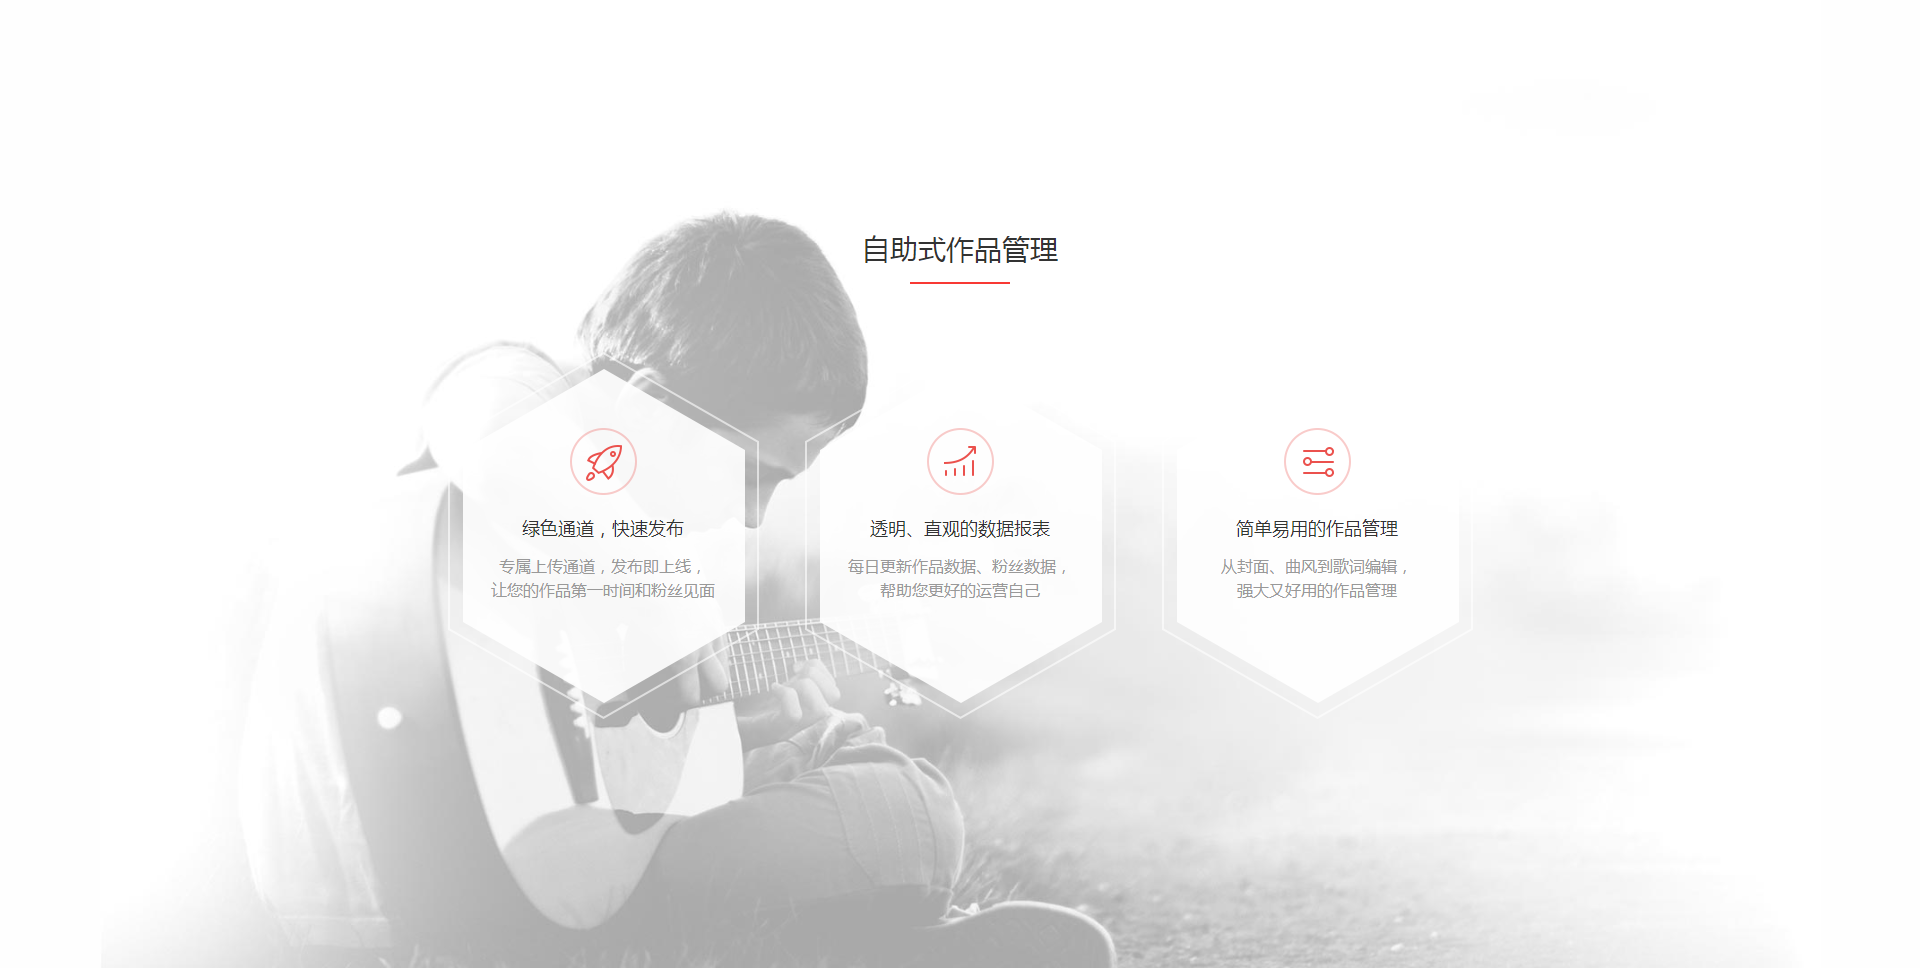 自助式作品管理
绿色通道，快速发布
专属上传通道，发布即上线，
让您的作品第一时间和粉丝见面
透明、直观的数据报表
每日更新作品数据、粉丝数据，
帮助您更好的运营自己
简单易用的作品管理
从封面、曲风到歌词编辑，
强大又好用的作品管理